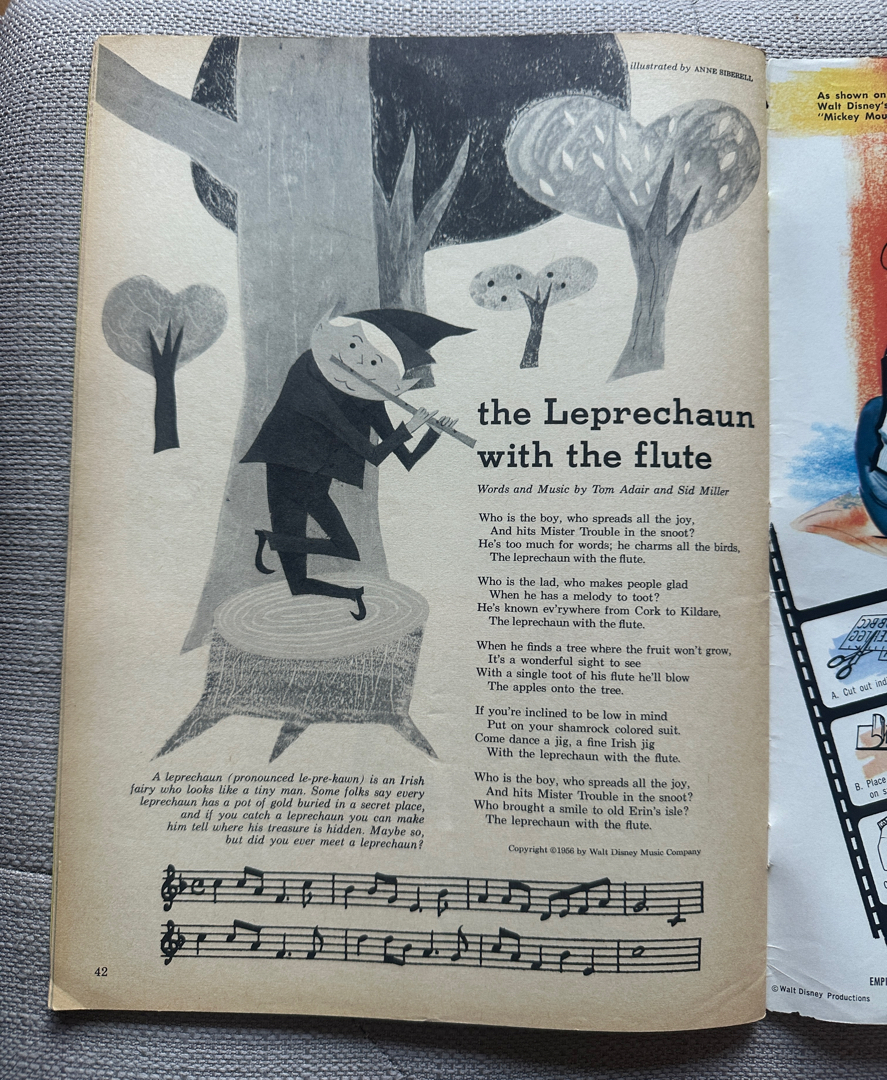 illustrated by ANNE BIBERELL
the Leprechaun
with the flute
Words and Music by Tom Adair and Sid Miller
Who is the boy, who spreads all the joy,
And hits Mister Trouble in the snoot?
He's too much for words; he charms all the birds,
The leprechaun with the flute.
Who is the lad, who makes people glad
When he has a melody to toot?
He's known ev'rywhere from Cork to Kildare,
The leprechaun with the flute.
When he finds a tree where the fruit won't grow,
It's a wonderful sight to see
With a single toot of his flute he'll blow
The apples onto the tree.
If you're inclined to be low in mind
Put on your shamrock colored suit.
Come dance a jig, a fine Irish jig
With the leprechaun with the flute.
Who is the boy, who spreads all the joy,
And hits Mister Trouble in the snoot?
Who brought a smile to old Erin's isle?
The leprechaun with the flute.
Copyright ©1956 by Walt Disney Music Company
A leprechaun (pronounced le-pre-kawn) is an Irish
fairy who looks like a tiny man. Some folks say every
leprechaun has a pot of gold buried in a secret place,
and if you catch a leprechaun you can make
him tell where his treasure is hidden. Maybe so,
but did you ever meet a leprechaun?
42
As shown on
Walt Disney's
"Mickey Mou
A. Cut out ind
B. Place
on s
EMP
©Walt Disney Productions